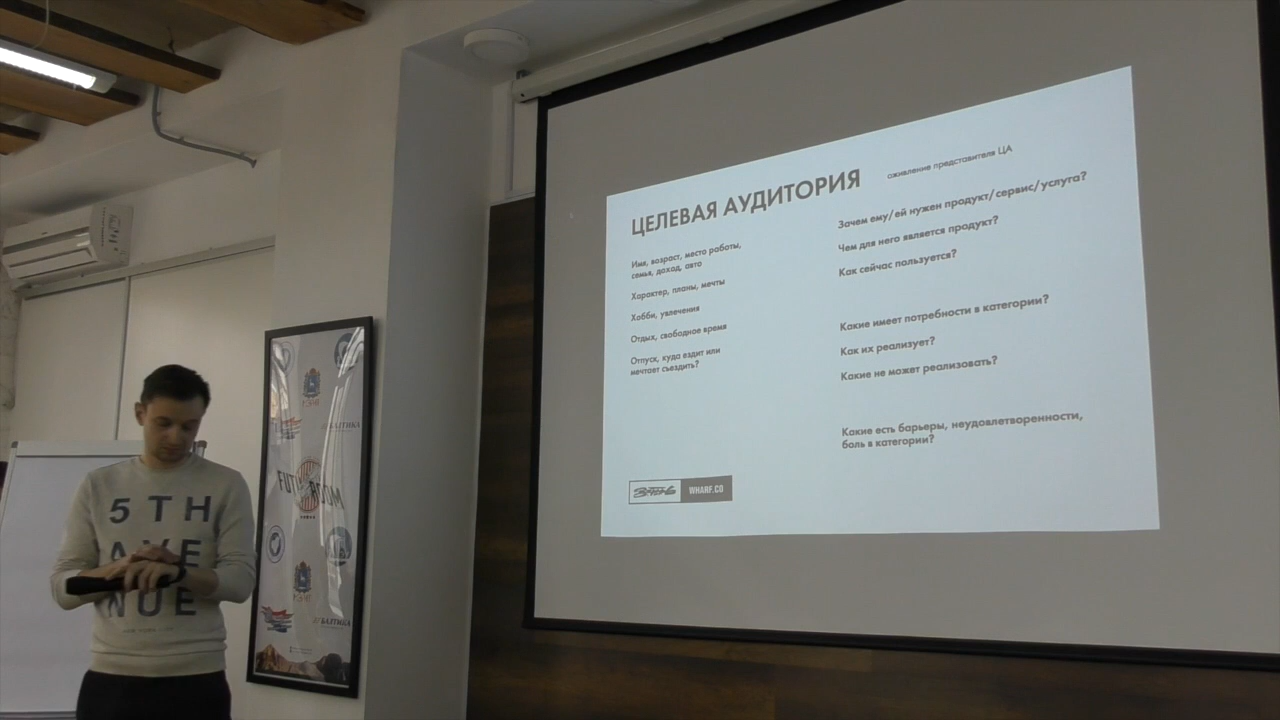 ЦЕЛЕВАЯ АУДИТОРИЯ
оживление представителя ЦА
Имя, возраст, место работы,
семья, доход, авто
Характер, планы, мечты
Хобби, увлечения
Отдых, свободное время
Отпуск, куда ездит или
мечтает съездить?
Зачем ему/ей нужен продукт/сервис/услуга?
Чем для него является продукт?
Как сейчас пользуется?
Какие имеет потребности в категории?
Как их реализует?
Какие не может реализовать?
Какие есть барьеры, неудовлетворенности,
боль в категории?
WHARF.CO
5TH
AVE
NUE
БАЛТИКА
ROOM
БАЛТИКА